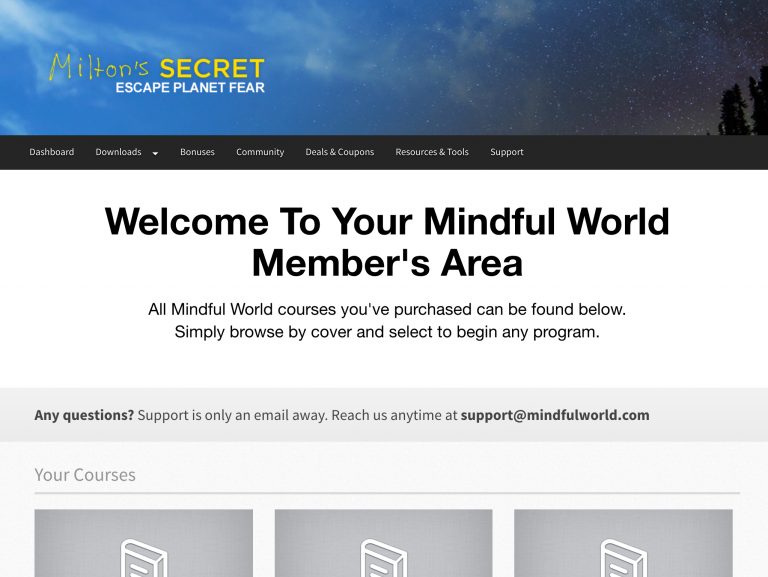 Milton's SECRET
ESCAPE PLANET FEAR
Dashboard Downloads Bonuses Community Deals & Coupons Resources & Tools Support
Welcome To Your Mindful World
Member's Area
All Mindful World courses you've purchased can be found below.
Simply browse by cover and select to begin any program.
Any questions? Support is only an email away. Reach us anytime at support@mindfulworld.com
Your Courses